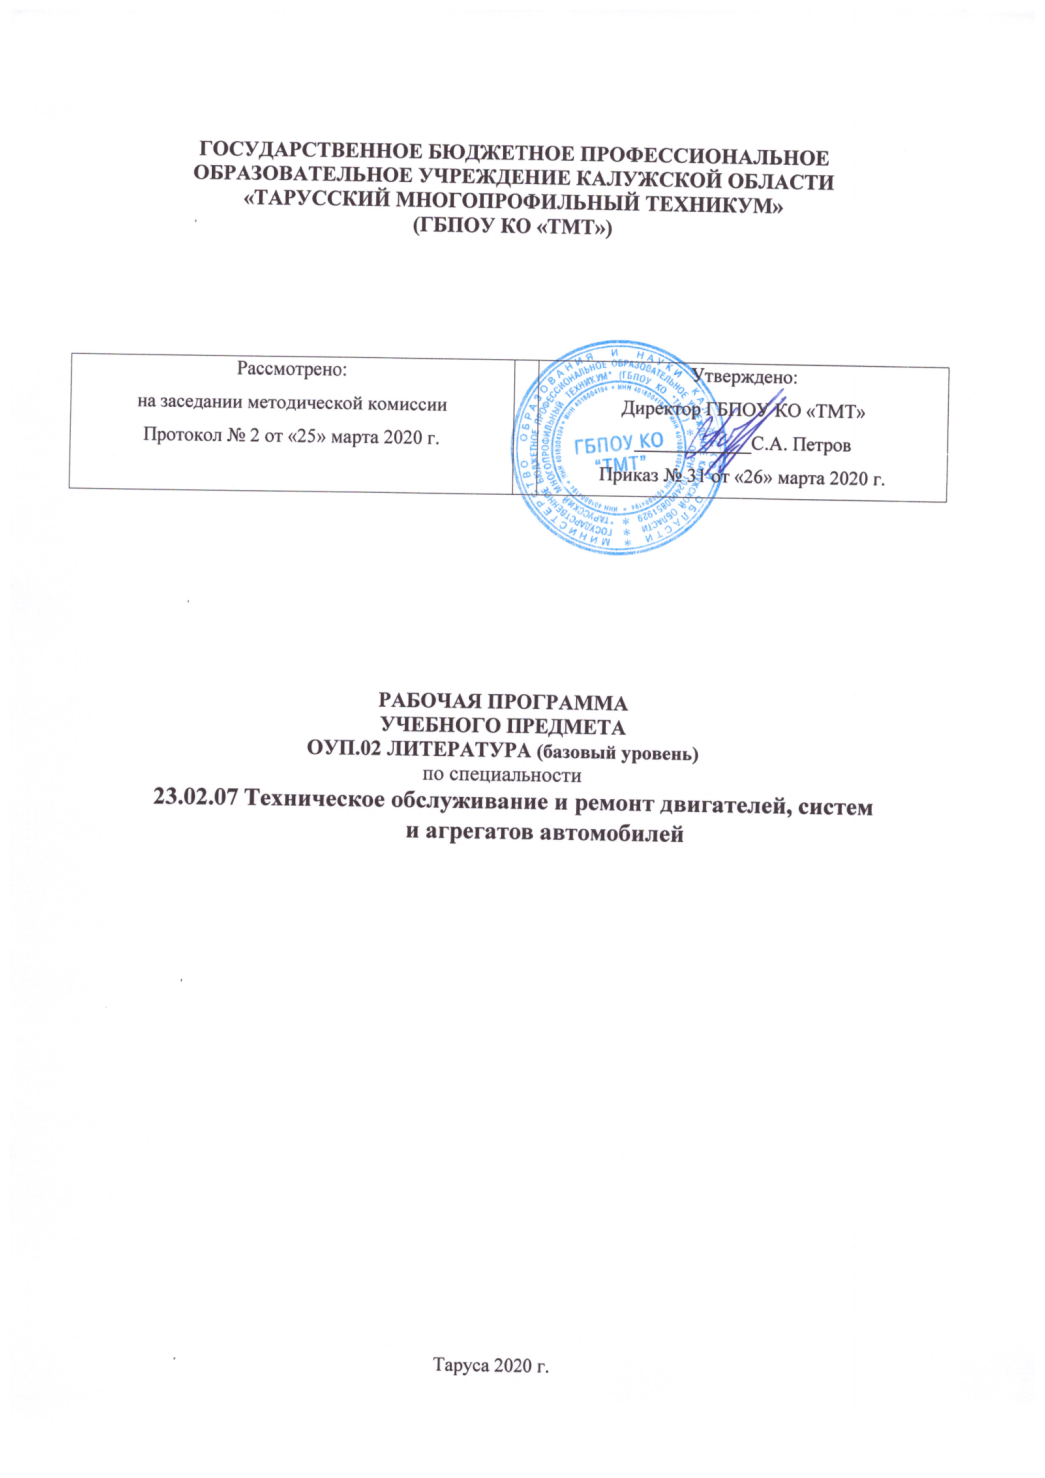 ГОСУДАРСТВЕННОЕ БЮДЖЕТНОЕ ПРОФЕССИОНАЛЬНОЕ
ОБРАЗОВАТЕЛЬНОЕ УЧРЕЖДЕНИЕ КАЛУЖСКОЙ ОБЛАСТИ
«ТАРУССКИЙ МНОГОПРОФИЛЬНЫЙ ТЕХНИКУМ»
(ГБПОУ КО «ТМТ»)
Рассмотрено:
на заседании методической комиссии
Протокол № 2 от «25» марта 2020 г.
Утверждено:
Директор ГБПОУ КО «ТМТ»
____________С.А. Петров
Приказ № 31 от «26» марта 2020 г.
ГБПОУ КО
"ТМТ"
РАБОЧАЯ ПРОГРАММА
УЧЕБНОГО ПРЕДМЕТА
ОУП.02 ЛИТЕРАТУРА (базовый уровень)
по специальности
23.02.07 Техническое обслуживание и ремонт двигателей, систем
и агрегатов автомобилей
Таруса 2020 г.